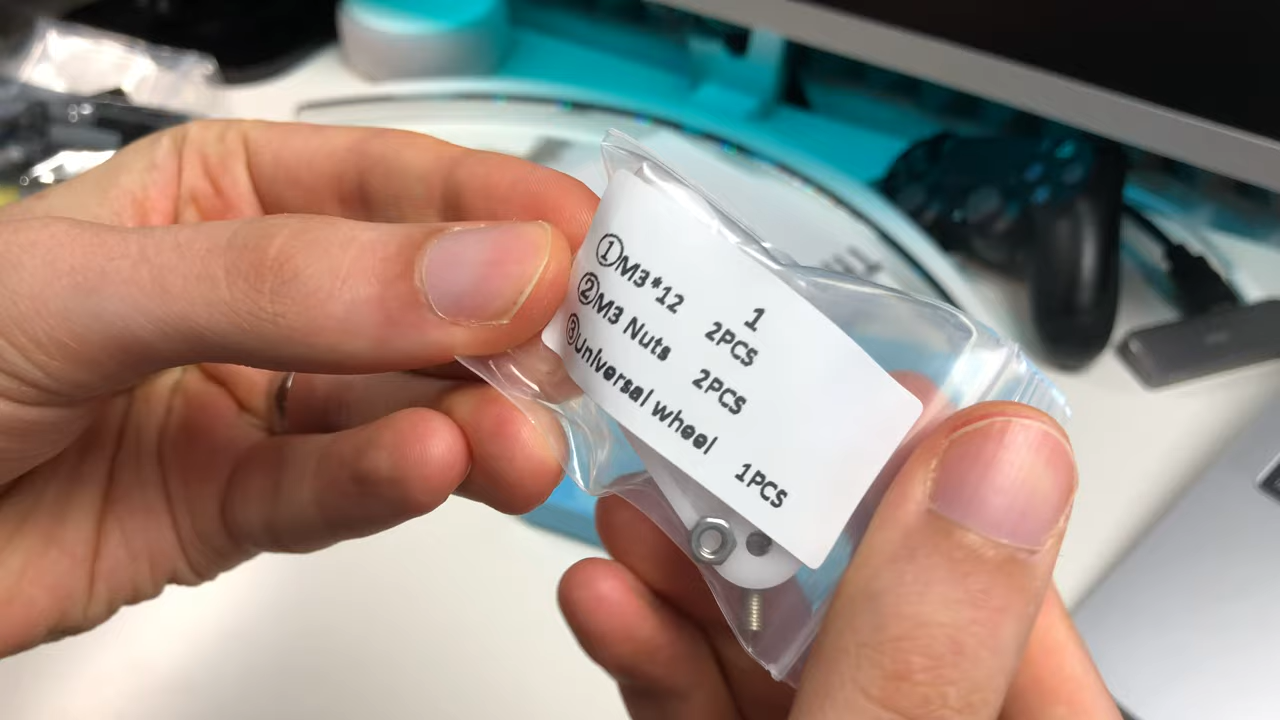 1
①M3*12 2PCS
②M3 Nuts 2PCS
③Universal wheel 1PCS